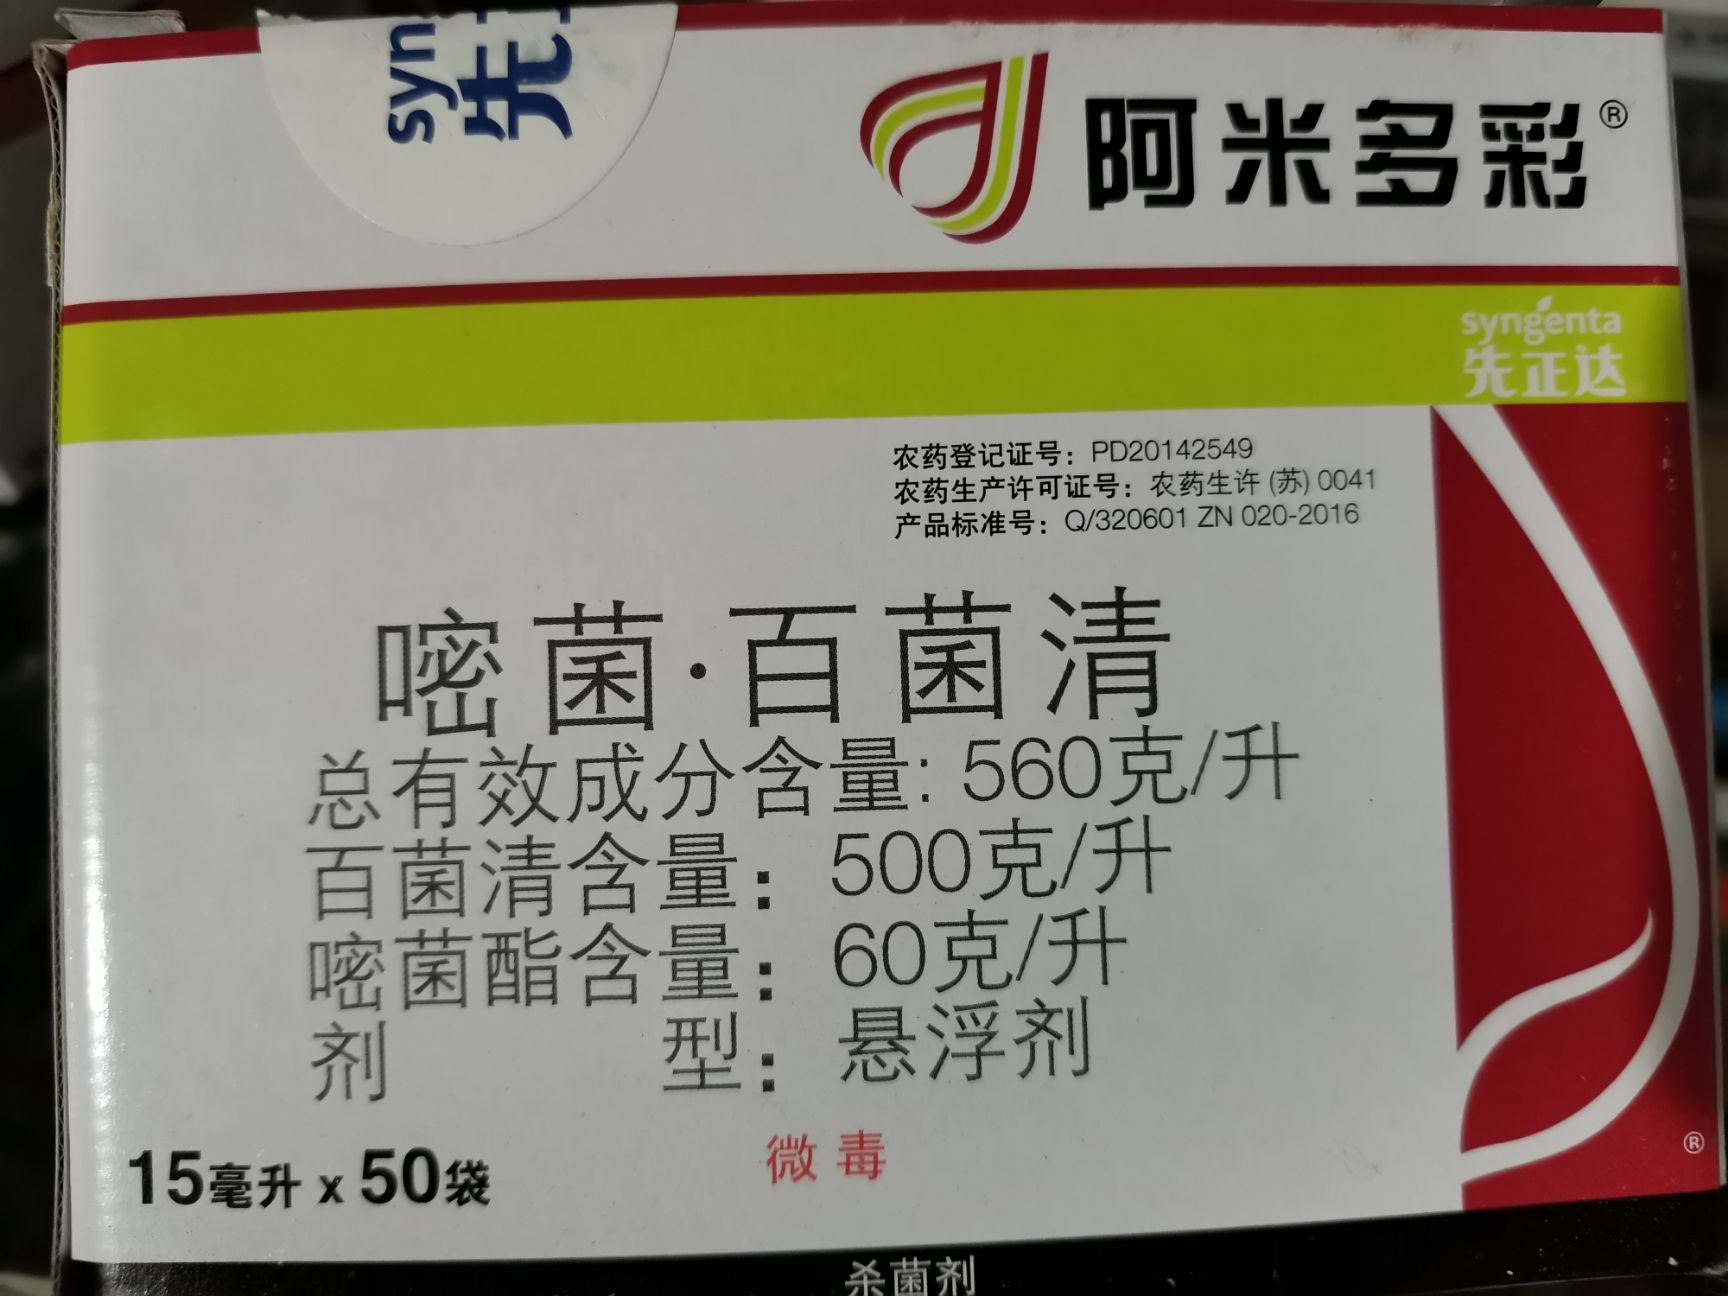 syn
先
阿米多彩®
syngenta
先正达
农药登记证号：PD20142549
农药生产许可证号：农药生许 (苏) 0041
产品标准号：Q/320601 ZN 020-2016
嘧菌·百菌清
总有效成分含量: 560克/升
百菌清含量：500克/升
嘧菌酯含量：60克/升
剂型：悬浮剂
15毫升 x 50袋
微毒
®
杀菌剂